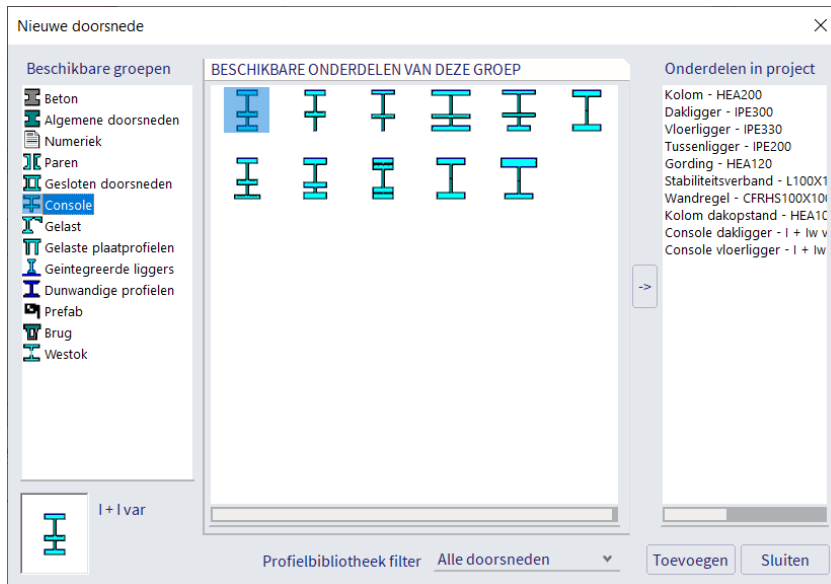 Nieuwe doorsnede
Beschikbare groepen
Beton
Algemene doorsneden
Numeriek
Paren
Gesloten doorsneden
Console
Gelast
Gelaste plaatprofielen
Geintegreerde liggers
Dunwandige profielen
Prefab
Brug
Westok
I + I var
BESCHIKBARE ONDERDELEN VAN DEZE GROEP
->
Onderdelen in project
Kolom - HEA200
Dakligger - IPE300
Vloerligger - IPE330
Tussenligger - IPE200
Gording - HEA120
Stabiliteitsverband - L100X1
Wandregel - CFRHS100X100
Kolom dakopstand - HEA10
Console dakligger - I + Iw v
Console vloerligger - I + Iw
Profielbibliotheek filter Alle doorsneden
Toevoegen Sluiten